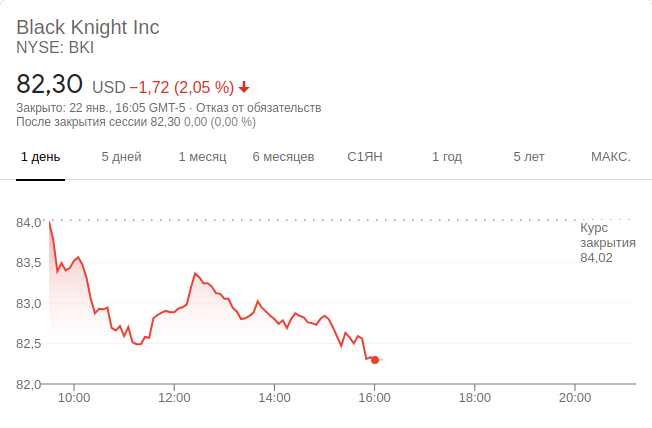 Black Knight Inc
NYSE: BKI
82,30 USD −1,72 (2,05 %)
Закрыто: 22 янв., 16:05 GMT-5 · Отказ от обязательств
После закрытия сессии 82,30 0,00 (0,00 %)
1 день 5 дней 1 месяц 6 месяцев С1ЯН 1 год 5 лет МАКС.
84,0
Курс
закрытия
84,02
83,5
83,0
82,5
82,0
10:00 12:00 14:00 16:00 18:00 20:00